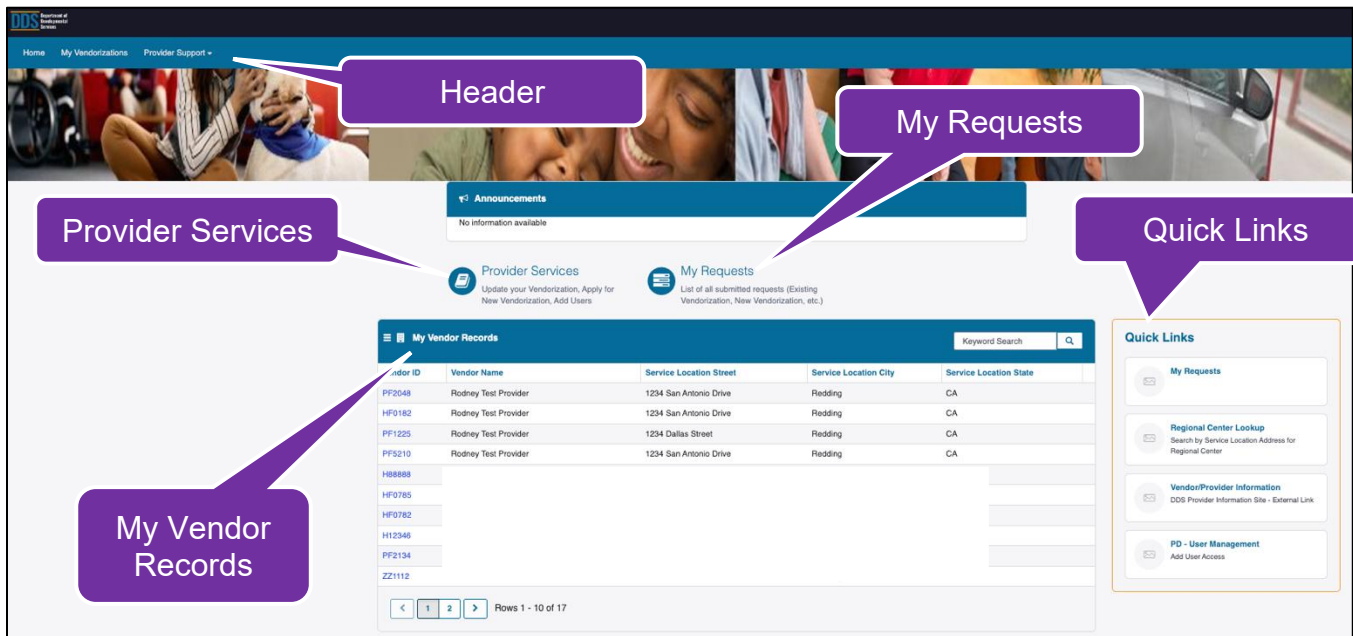 DDS Department of
Developmental
Services
Home My Vendorizations Provider Support
Header
My Requests
Announcements
No information available
Provider Services
Quick Links
Provider Services
Update your Vendorization, Apply for
New Vendorization, Add Users
My Requests
List of all submitted requests (Existing
Vendorization, New Vendorization, etc.)
My Vendor Records
Keyword Search
Vendor ID Vendor Name Service Location Street Service Location City Service Location State
PF2048 Rodney Test Provider 1234 San Antonio Drive Redding CA
HF0182 Rodney Test Provider 1234 San Antonio Drive Redding CA
PF1225 Rodney Test Provider 1234 Dallas Street Redding CA
PF5210 Rodney Test Provider 1234 San Antonio Drive Redding CA
H88888
HF0785
HF0782
H12346
PF2134
ZZ1112
< 1 2 > Rows 1 - 10 of 17
My Vendor
Records
Quick Links
My Requests
Regional Center Lookup
Search by Service Location Address for
Regional Center
Vendor/Provider Information
DDS Provider Information Site - External Link
PD - User Management
Add User Access